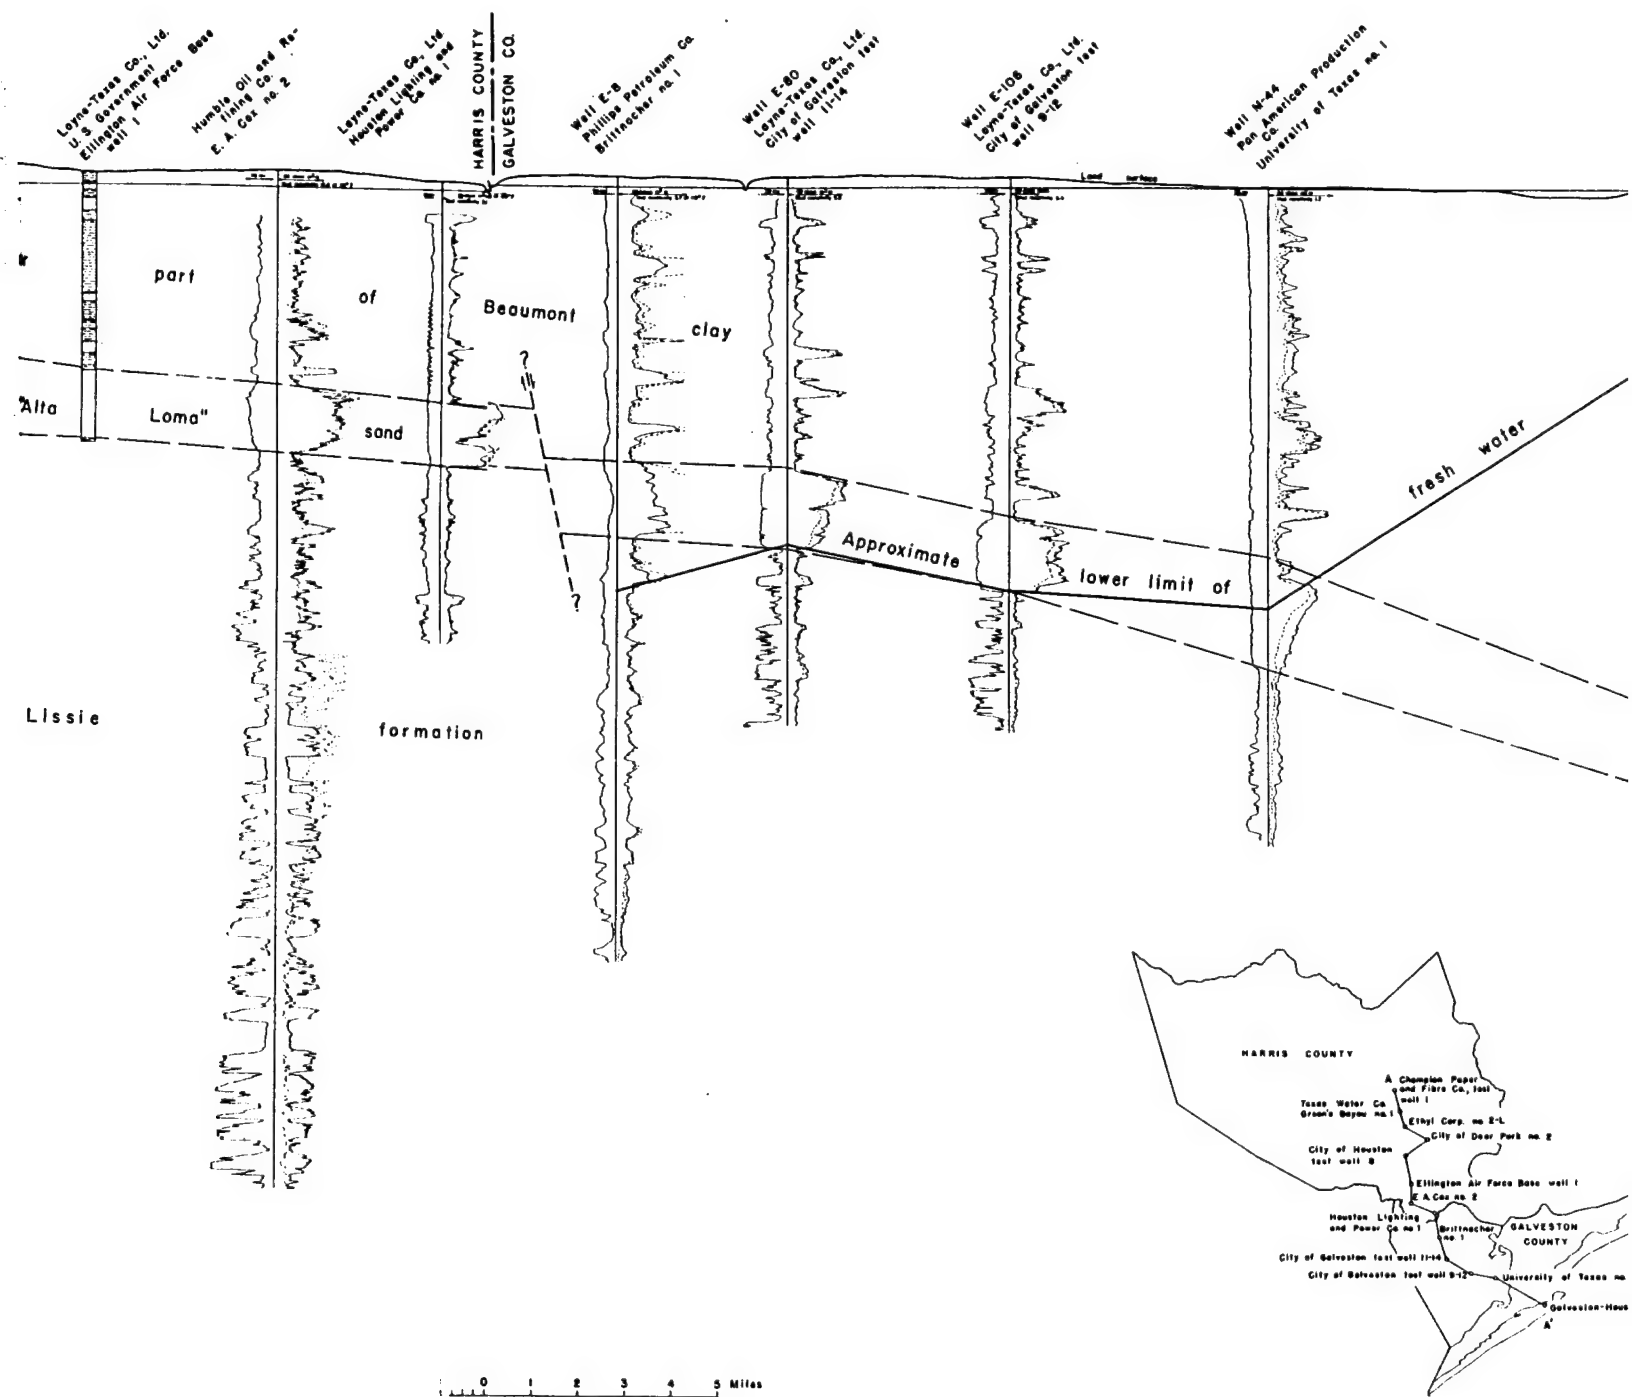 Layne-Texas Co., Ltd.
U. S. Government
Ellington Air Force Base
well 1
Humble Oil and Re-
fining Co.
E. A. Cox no. 2
Layne-Texas Co., Ltd.
Houston Lighting and
Power Co. no. 1
HARRIS COUNTY
GALVESTON CO.
Well E-8
Phillips Petroleum Co.
Brittnacher no. 1
Well E-80
Layne-Texas Co., Ltd.
City of Galveston test
well 11-14
Well E-106
Layne-Texas Co., Ltd.
City of Galveston test
well 9-12
Well M-44
Pan American Production
Co.
University of Texas no. 1
Land surface
part
of
Beaumont
clay
?
"Alta
Loma"
sand
fresh water
Approximate
lower limit of
?
Lissie
formation
HARRIS COUNTY
A Champion Paper
and Fibre Co., test
well 1
Texas Water Co.
Green's Bayou no. 1
Ethyl Corp. no. 2-L
City of Deer Park no. 2
City of Houston
test well 8
Ellington Air Force Base well 1
E. A. Cox no. 2
Houston Lighting
and Power Co. no. 1
Brittnacher
no. 1
GALVESTON
COUNTY
City of Galveston test well 11-14
City of Galveston test well 9-12
University of Texas no.
Galveston-Hous
A'
0 1 2 3 4 5 Miles